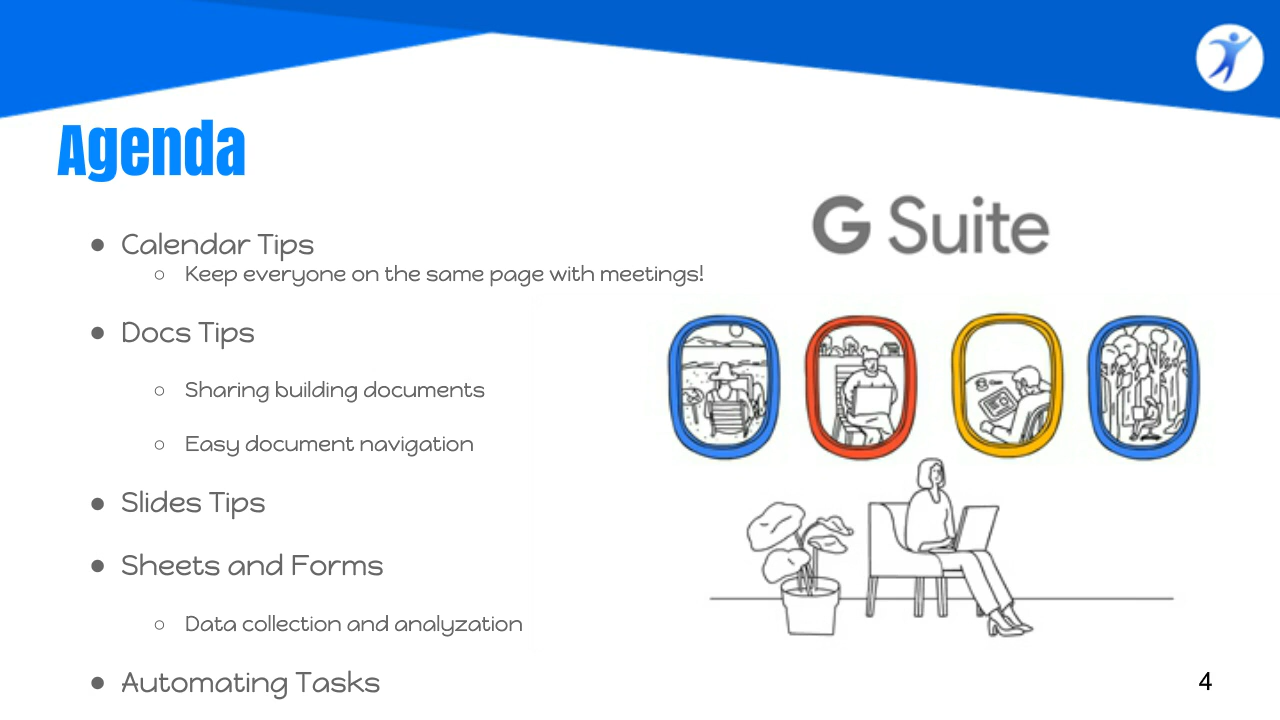 Agenda
G Suite
● Calendar Tips
○ Keep everyone on the same page with meetings!
● Docs Tips
○ Sharing building documents
○ Easy document navigation
● Slides Tips
● Sheets and Forms
○ Data collection and analyzation
● Automating Tasks
4